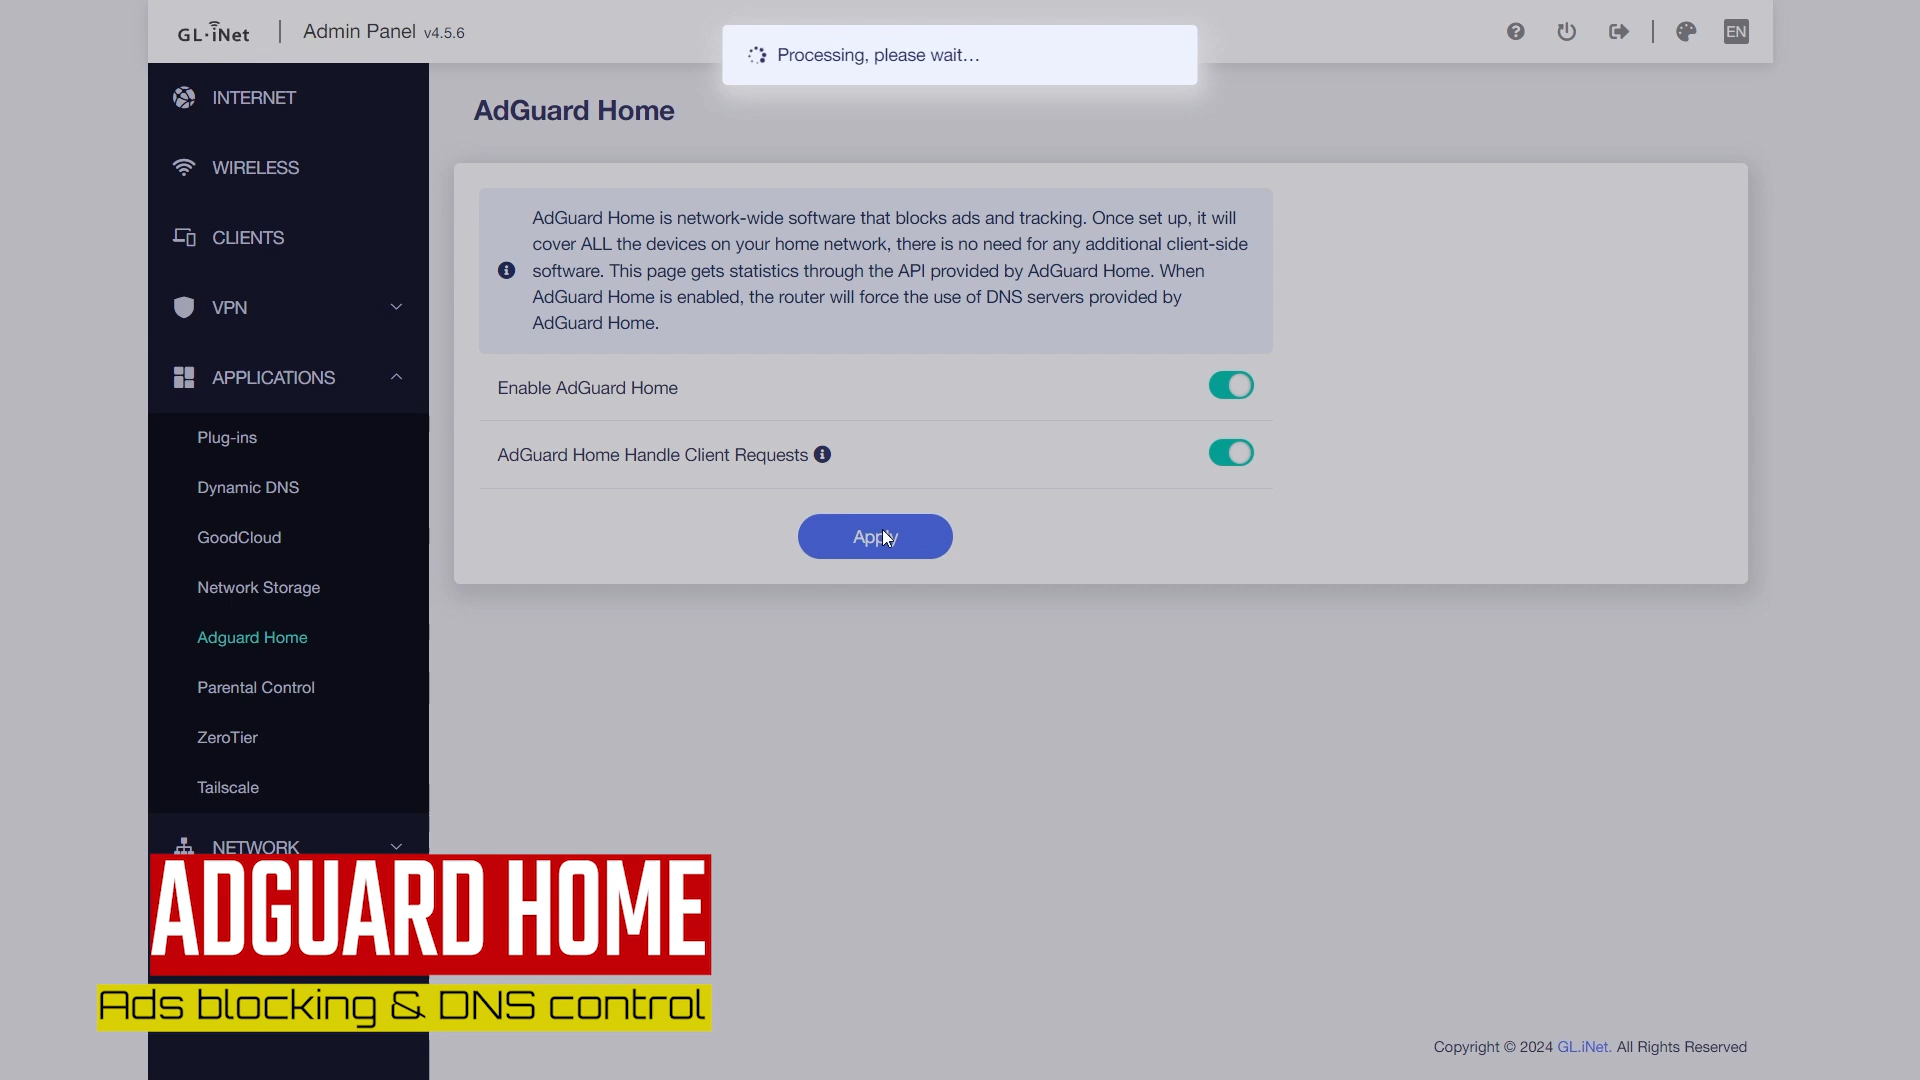 GL·iNet
Admin Panel v4.5.6
Processing, please wait...
EN
INTERNET
WIRELESS
CLIENTS
VPN
APPLICATIONS
Plug-ins
Dynamic DNS
GoodCloud
Network Storage
Adguard Home
Parental Control
ZeroTier
Tailscale
NETWORK
AdGuard Home
AdGuard Home is network-wide software that blocks ads and tracking. Once set up, it will
cover ALL the devices on your home network, there is no need for any additional client-side
software. This page gets statistics through the API provided by AdGuard Home. When
AdGuard Home is enabled, the router will force the use of DNS servers provided by
AdGuard Home.
Enable AdGuard Home
AdGuard Home Handle Client Requests
Apply
ADGUARD HOME
Ads blocking & DNS control
Copyright © 2024 GL.iNet. All Rights Reserved